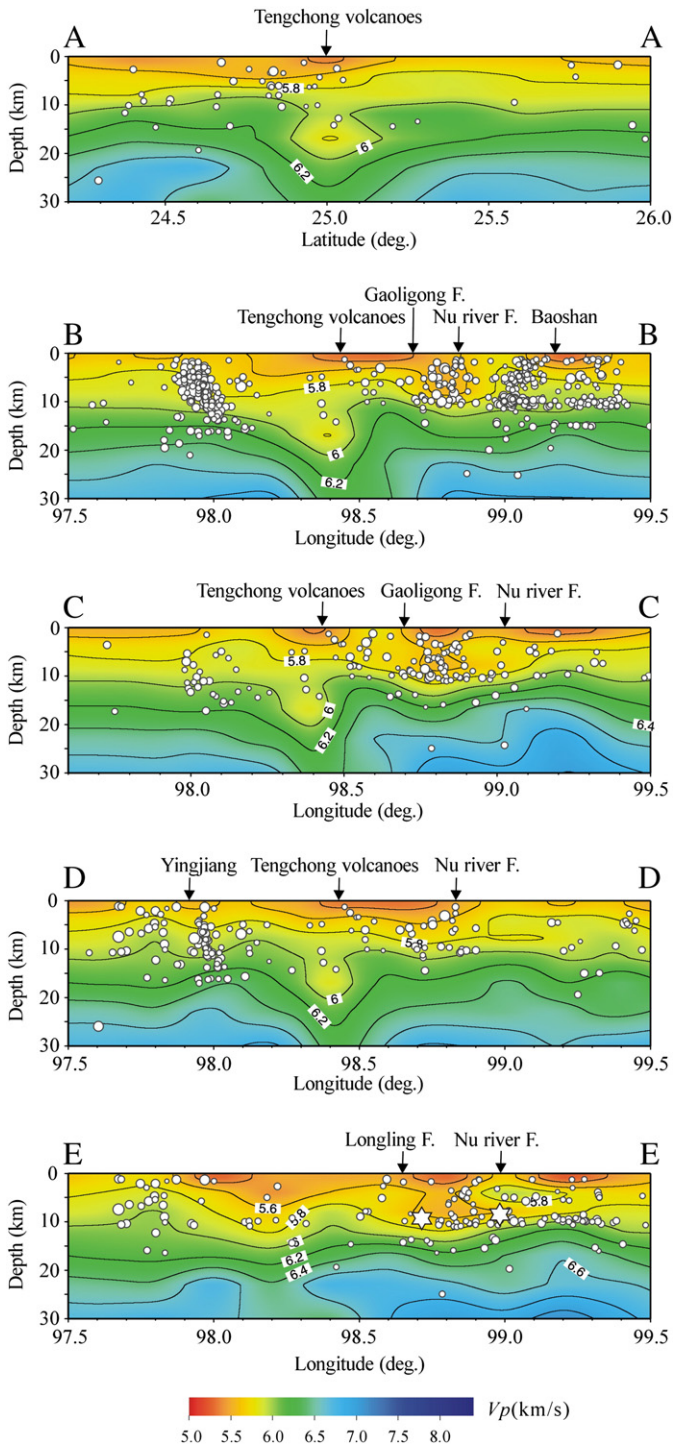 Tengchong volcanoes
A A
0
5.8
10
6
20
6.2
30
Depth (km)
24.5 25.0 25.5 26.0
Latitude (deg.)
Gaoligong F.
Tengchong volcanoes Nu river F. Baoshan
B B
0
5.8
10
20
6
6.2
30
Depth (km)
97.5 98.0 98.5 99.0 99.5
Longitude (deg.)
Tengchong volcanoes Gaoligong F. Nu river F.
C C
0
5.8
10
6
20
6.2 6.4
30
Depth (km)
98.0 98.5 99.0 99.5
Longitude (deg.)
Yingjiang Tengchong volcanoes Nu river F.
D D
0
5.8
10
20
6
6.2
30
Depth (km)
97.5 98.0 98.5 99.0 99.5
Longitude (deg.)
Longling F. Nu river F.
E E
0
5.6 5.8 5.8
10
6
6.2
20
6.4 6.6
30
Depth (km)
97.5 98.0 98.5 99.0 99.5
Longitude (deg.)
Vp(km/s)
5.0 5.5 6.0 6.5 7.0 7.5 8.0